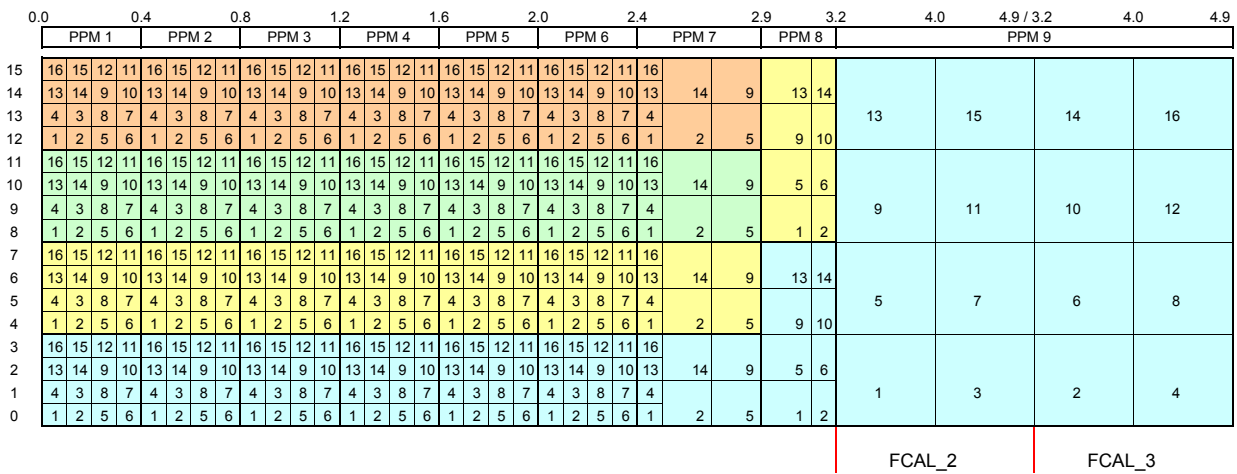 0.0 0.4 0.8 1.2 1.6 2.0 2.4 2.9 3.2 4.0 4.9 / 3.2 4.0 4.9
PPM 1 PPM 2 PPM 3 PPM 4 PPM 5 PPM 6 PPM 7 PPM 8 PPM 9
15 16 15 12 11 16 15 12 11 16 15 12 11 16 15 12 11 16 15 12 11 16 15 12 11 16
14 13 14 9 10 13 14 9 10 13 14 9 10 13 14 9 10 13 14 9 10 13 14 9 10 13 14 9 13 14
13 4 3 8 7 4 3 8 7 4 3 8 7 4 3 8 7 4 3 8 7 4 3 8 7 4 13 15 14 16
12 1 2 5 6 1 2 5 6 1 2 5 6 1 2 5 6 1 2 5 6 1 2 5 6 1 2 5 9 10
11 16 15 12 11 16 15 12 11 16 15 12 11 16 15 12 11 16 15 12 11 16 15 12 11 16
10 13 14 9 10 13 14 9 10 13 14 9 10 13 14 9 10 13 14 9 10 13 14 9 10 13 14 9 5 6
9 4 3 8 7 4 3 8 7 4 3 8 7 4 3 8 7 4 3 8 7 4 3 8 7 4 9 11 10 12
8 1 2 5 6 1 2 5 6 1 2 5 6 1 2 5 6 1 2 5 6 1 2 5 6 1 2 5 1 2
7 16 15 12 11 16 15 12 11 16 15 12 11 16 15 12 11 16 15 12 11 16 15 12 11 16
6 13 14 9 10 13 14 9 10 13 14 9 10 13 14 9 10 13 14 9 10 13 14 9 10 13 14 9 13 14
5 4 3 8 7 4 3 8 7 4 3 8 7 4 3 8 7 4 3 8 7 4 3 8 7 4 5 7 6 8
4 1 2 5 6 1 2 5 6 1 2 5 6 1 2 5 6 1 2 5 6 1 2 5 6 1 2 5 9 10
3 16 15 12 11 16 15 12 11 16 15 12 11 16 15 12 11 16 15 12 11 16 15 12 11 16
2 13 14 9 10 13 14 9 10 13 14 9 10 13 14 9 10 13 14 9 10 13 14 9 10 13 14 9 5 6
1 4 3 8 7 4 3 8 7 4 3 8 7 4 3 8 7 4 3 8 7 4 3 8 7 4 1 3 2 4
0 1 2 5 6 1 2 5 6 1 2 5 6 1 2 5 6 1 2 5 6 1 2 5 6 1 2 5 1 2
FCAL_2 FCAL_3